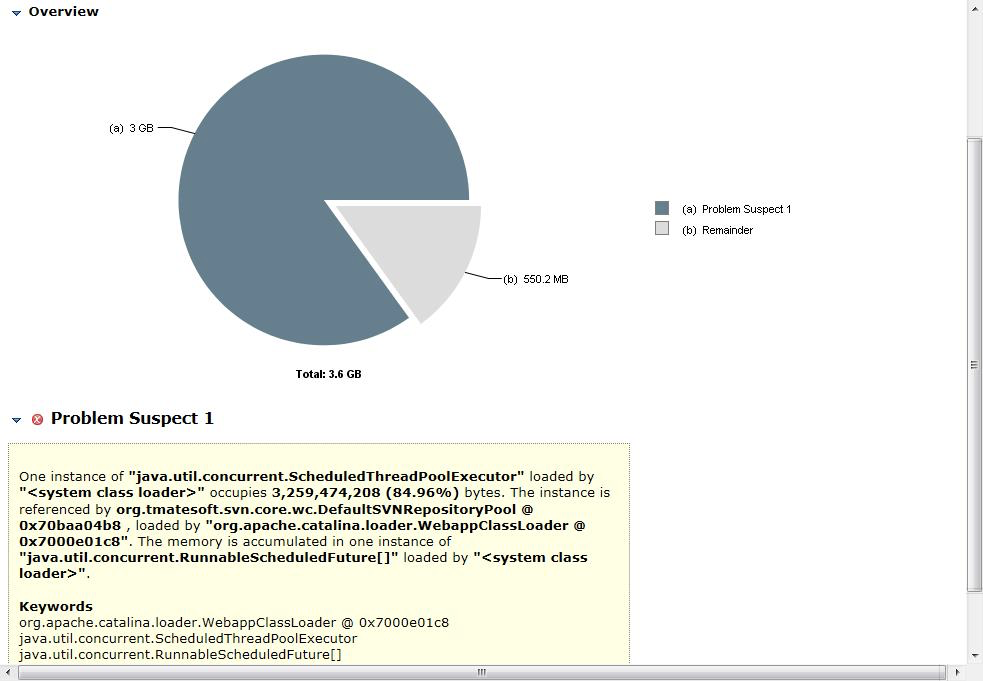 Overview
(a) 3 GB
(a) Problem Suspect 1
(b) Remainder
(b) 550.2 MB
Total: 3.6 GB
Problem Suspect 1
One instance of "java.util.concurrent.ScheduledThreadPoolExecutor" loaded by
"<system class loader>" occupies 3,259,474,208 (84.96%) bytes. The instance is
referenced by org.tmatesoft.svn.core.wc.DefaultSVNRepositoryPool @
0x70baa04b8 , loaded by "org.apache.catalina.loader.WebappClassLoader @
0x7000e01c8". The memory is accumulated in one instance of
"java.util.concurrent.RunnableScheduledFuture[]" loaded by "<system class
loader>".
Keywords
org.apache.catalina.loader.WebappClassLoader @ 0x7000e01c8
java.util.concurrent.ScheduledThreadPoolExecutor
java.util.concurrent.RunnableScheduledFuture[]